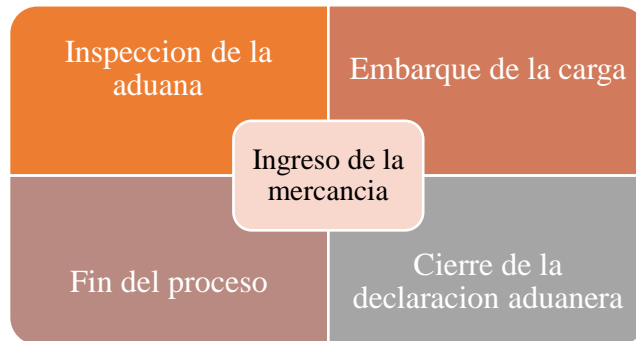 Inspeccion de la
aduana
Embarque de la carga
Ingreso de la
mercancia
Fin del proceso
Cierre de la
declaracion aduanera